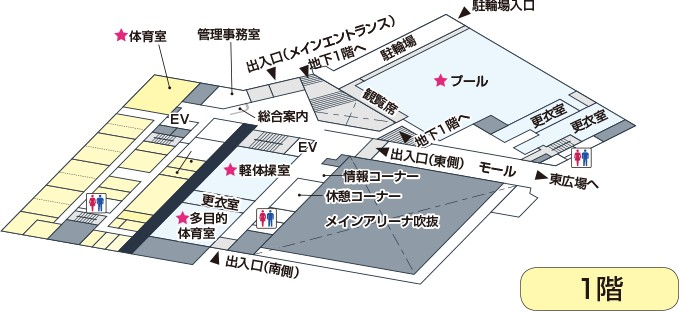 駐輪場入口
★体育室
管理事務室
出入口(メインエントランス)
地下1階へ
駐輪場
★プール
観覧席
EV
総合案内
更衣室
更衣室
地下1階へ
EV
出入口(東側)
モール
東広場へ
★軽体操室
情報コーナー
休憩コーナー
更衣室
★多目的
体育室
メインアリーナ吹抜
出入口(南側)
1階